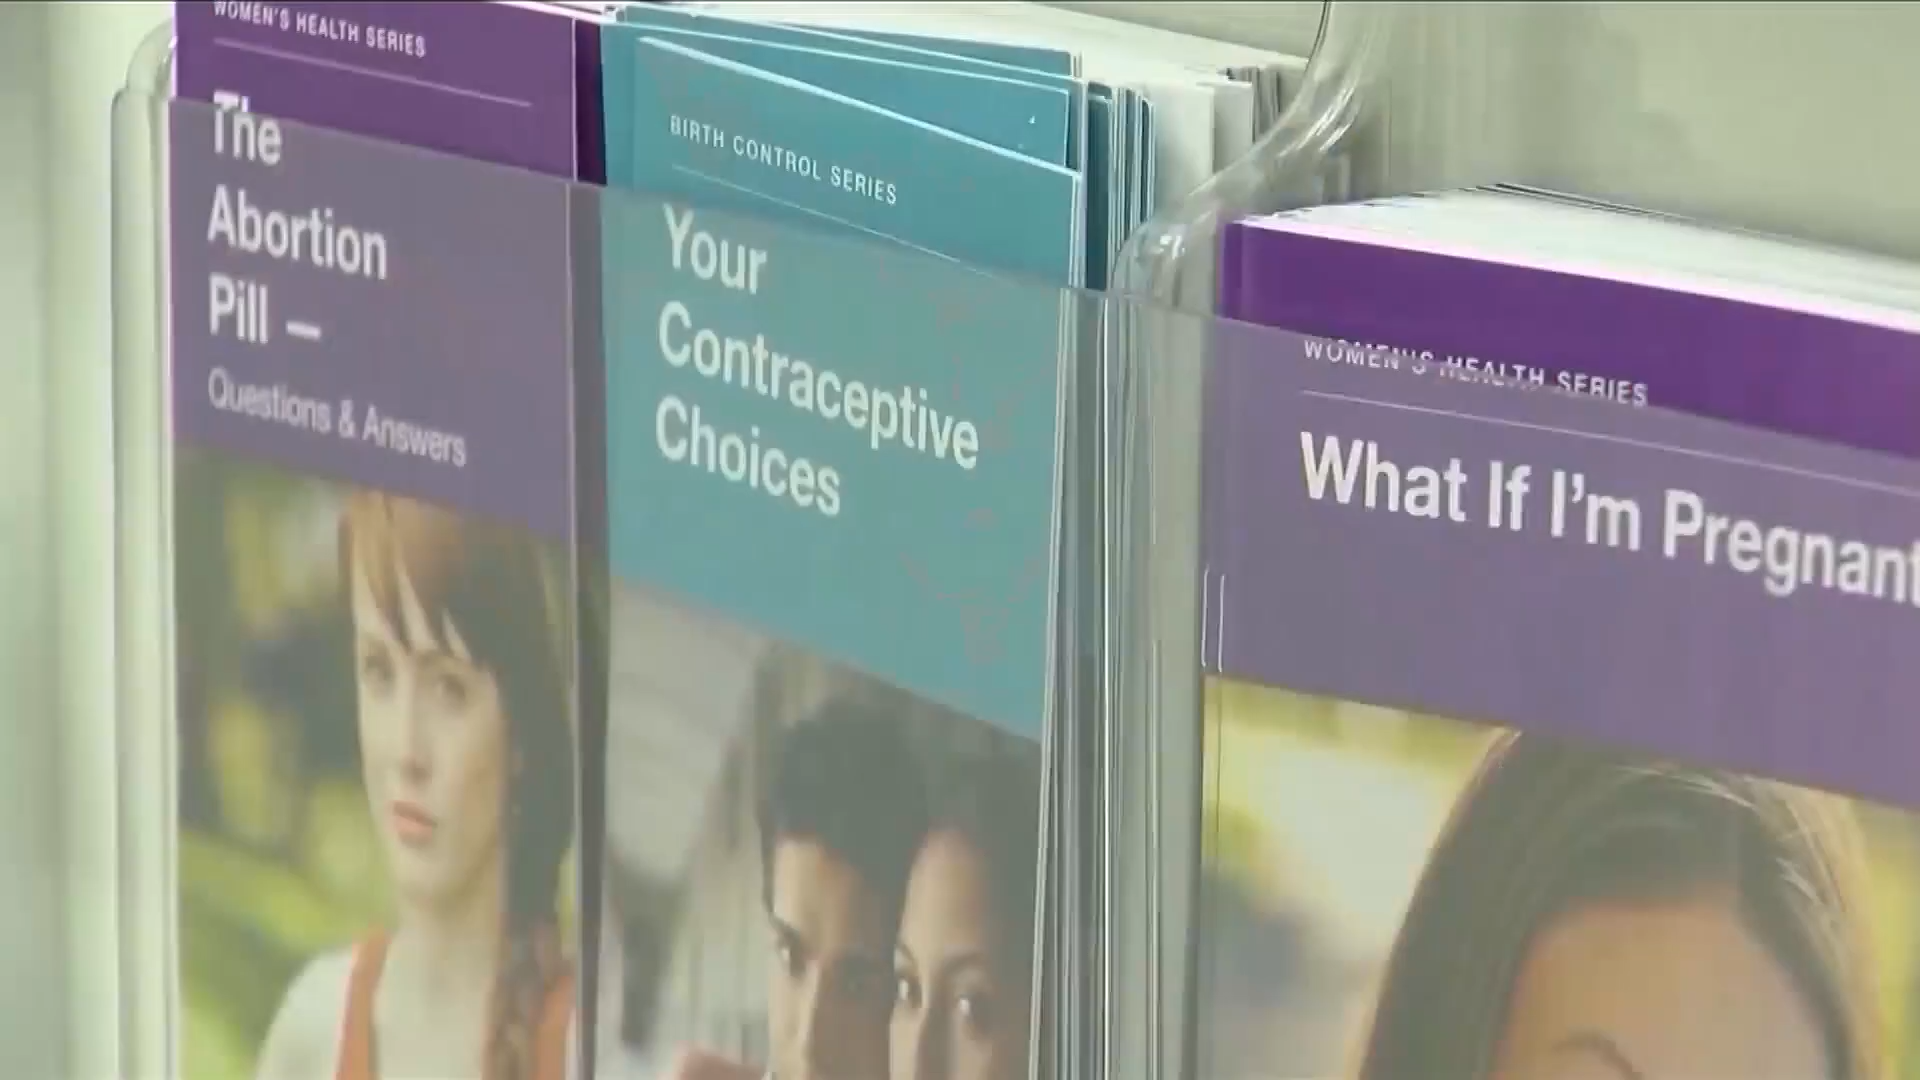 WOMEN'S HEALTH SERIES
The
Abortion
Pill —
Questions & Answers
BIRTH CONTROL SERIES
Your
Contraceptive
Choices
WOMEN'S HEALTH SERIES
What If I'm Pregnant